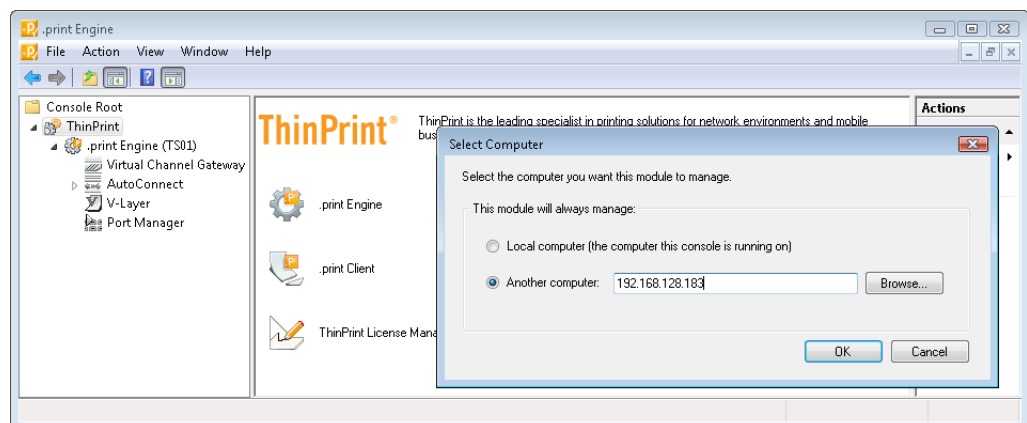 .print Engine
File Action View Window Help
Console Root
ThinPrint
.print Engine (TS01)
Virtual Channel Gateway
AutoConnect
V-Layer
Port Manager
ThinPrint®
ThinPrint is the leading specialist in printing solutions for network environments and mobile
bus
.print Engine
.print Client
ThinPrint License Mana
Actions
Select Computer
Select the computer you want this module to manage.
This module will always manage:
Local computer (the computer this console is running on)
Another computer: 192.168.128.183 Browse...
OK Cancel